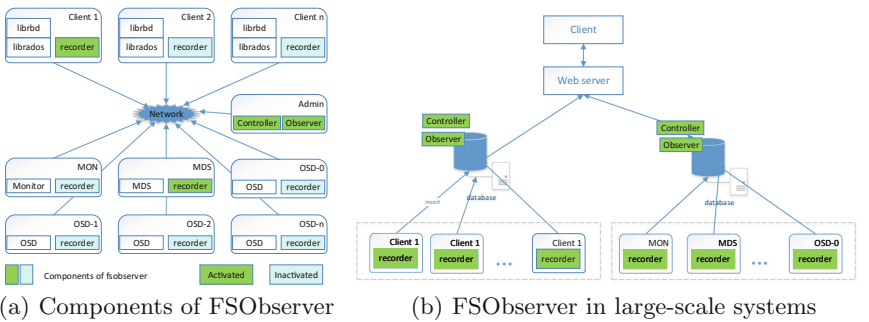 Client 1
librbd
librados
recorder
Client 2
librbd
librados
recorder
Client n
librbd
librados
recorder
Network
Admin
Controller
Observer
MON
Monitor
recorder
MDS
MDS
recorder
OSD-0
OSD
recorder
OSD-1
OSD
recorder
OSD-2
OSD
recorder
OSD-n
OSD
recorder
Components of fsobserver
Activated
Inactivated
(a) Components of FSObserver
Client
Web server
Controller
Observer
Controller
Observer
insert
database
database
Client 1
recorder
Client 1
recorder
...
Client 1
recorder
MON
recorder
MDS
recorder
...
OSD-0
recorder
(b) FSObserver in large-scale systems